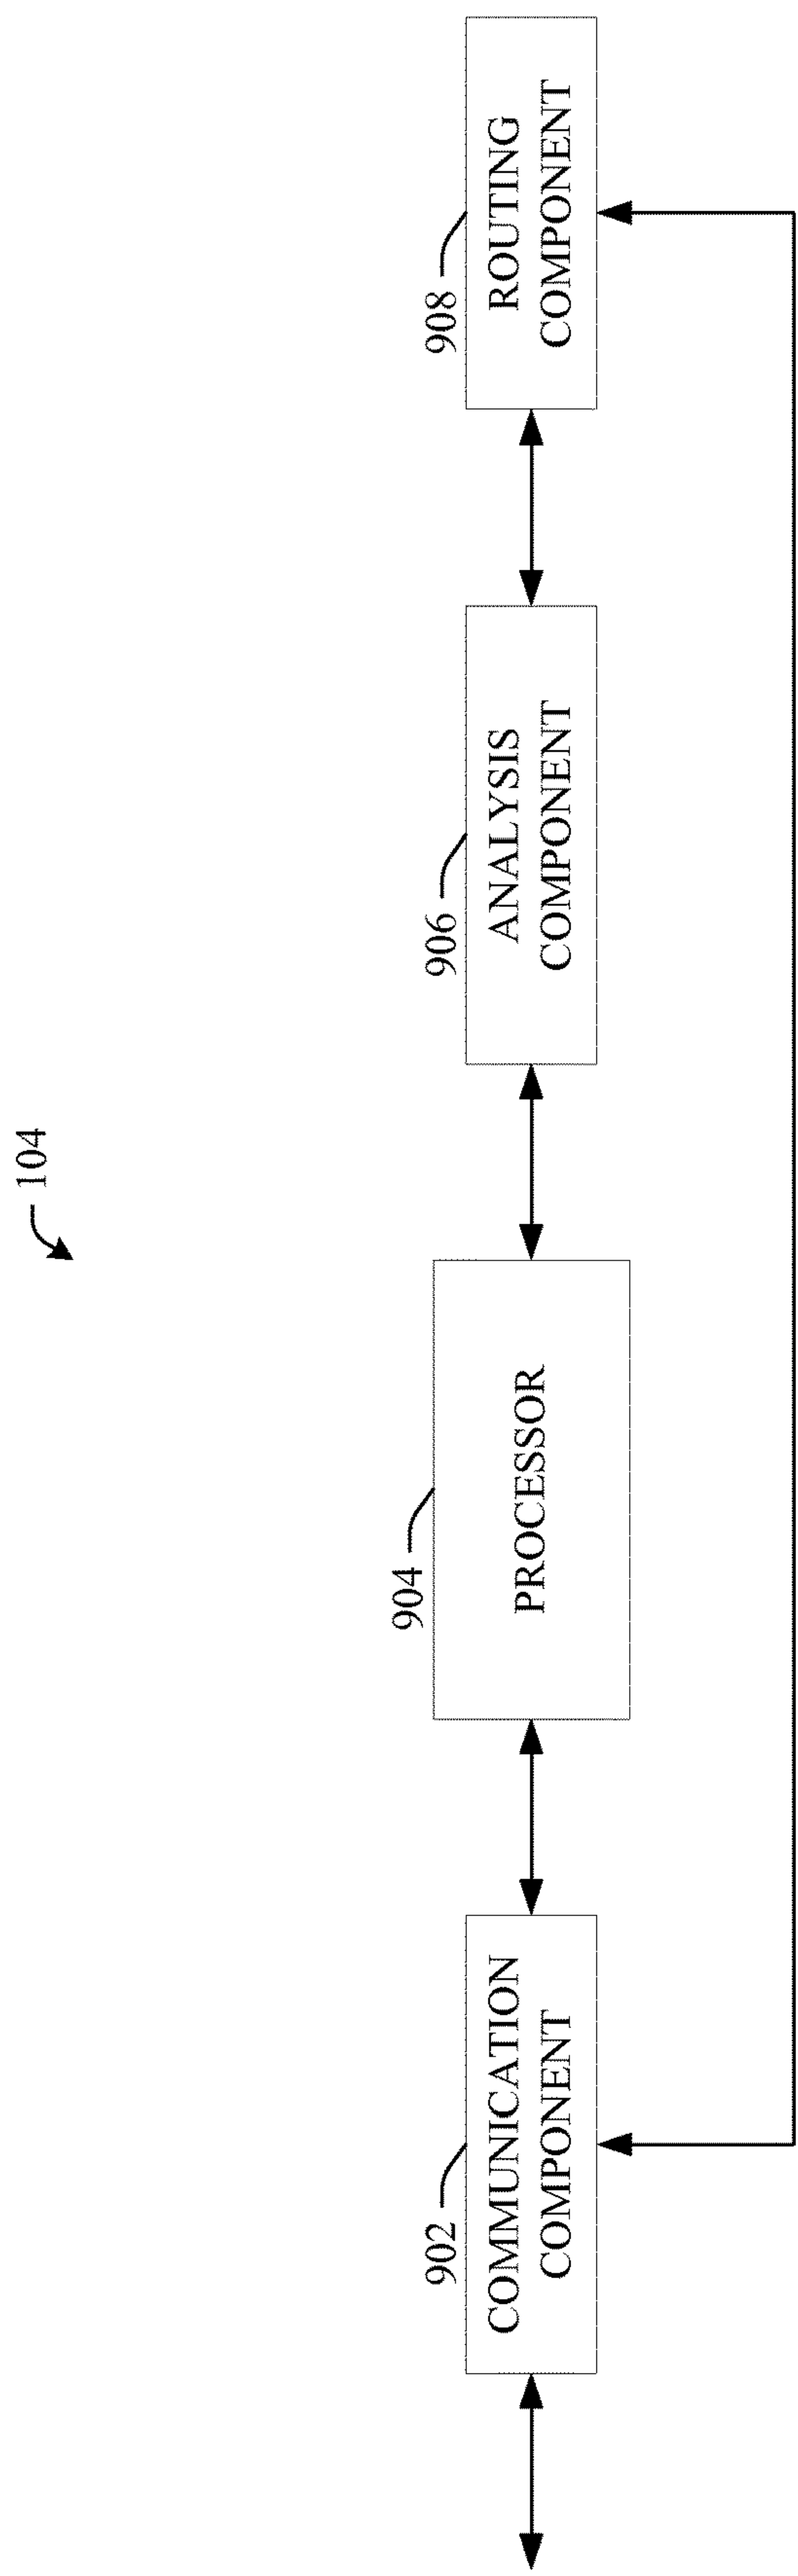 104
902
COMMUNICATION
COMPONENT
904
PROCESSOR
906
ANALYSIS
COMPONENT
908
ROUTING
COMPONENT